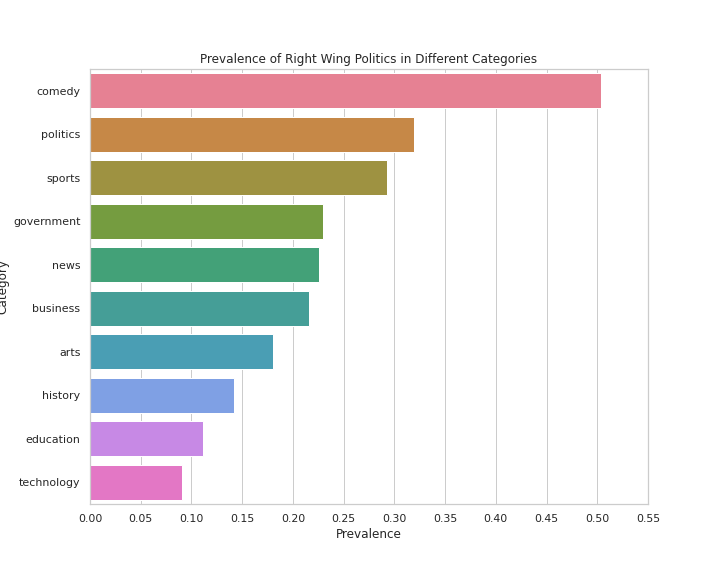 Prevalence of Right Wing Politics in Different Categories
comedy
politics
sports
government
news
business
arts
history
education
technology
Category
0.00 0.05 0.10 0.15 0.20 0.25 0.30 0.35 0.40 0.45 0.50 0.55
Prevalence